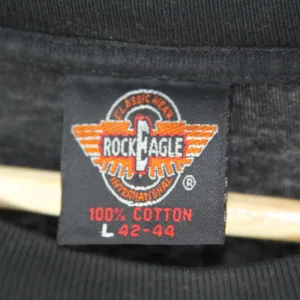 CLASSIC WEAR
ROCK EAGLE
INTERNATIONAL
®
100% COTTON
L 42-44